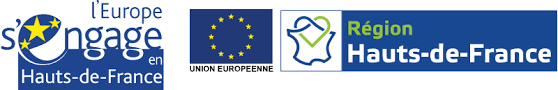 l'Europe
s'engage
en
Hauts-de-France
UNION EUROPEENNE
Région
Hauts-de-France